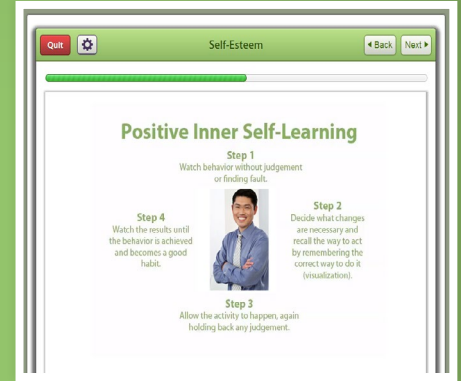 Quit
Self-Esteem
Back
Next
Positive Inner Self-Learning
Step 1
Watch behavior without judgement
or finding fault.
Step 2
Decide what changes
are necessary and
recall the way to act
by remembering the
correct way to do it
(visualization).
Step 3
Allow the activity to happen, again
holding back any judgement.
Step 4
Watch the results until
the behavior is achieved
and becomes a good
habit.